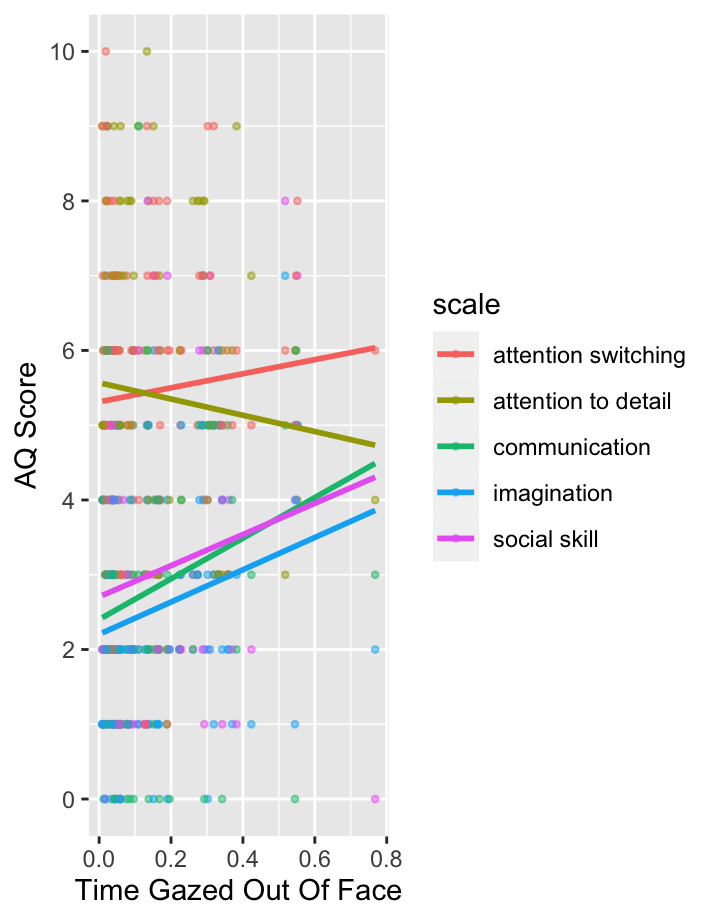 10
8
6
4
2
0
AQ Score
0.0 0.2 0.4 0.6 0.8
Time Gazed Out Of Face
scale
attention switching
attention to detail
communication
imagination
social skill